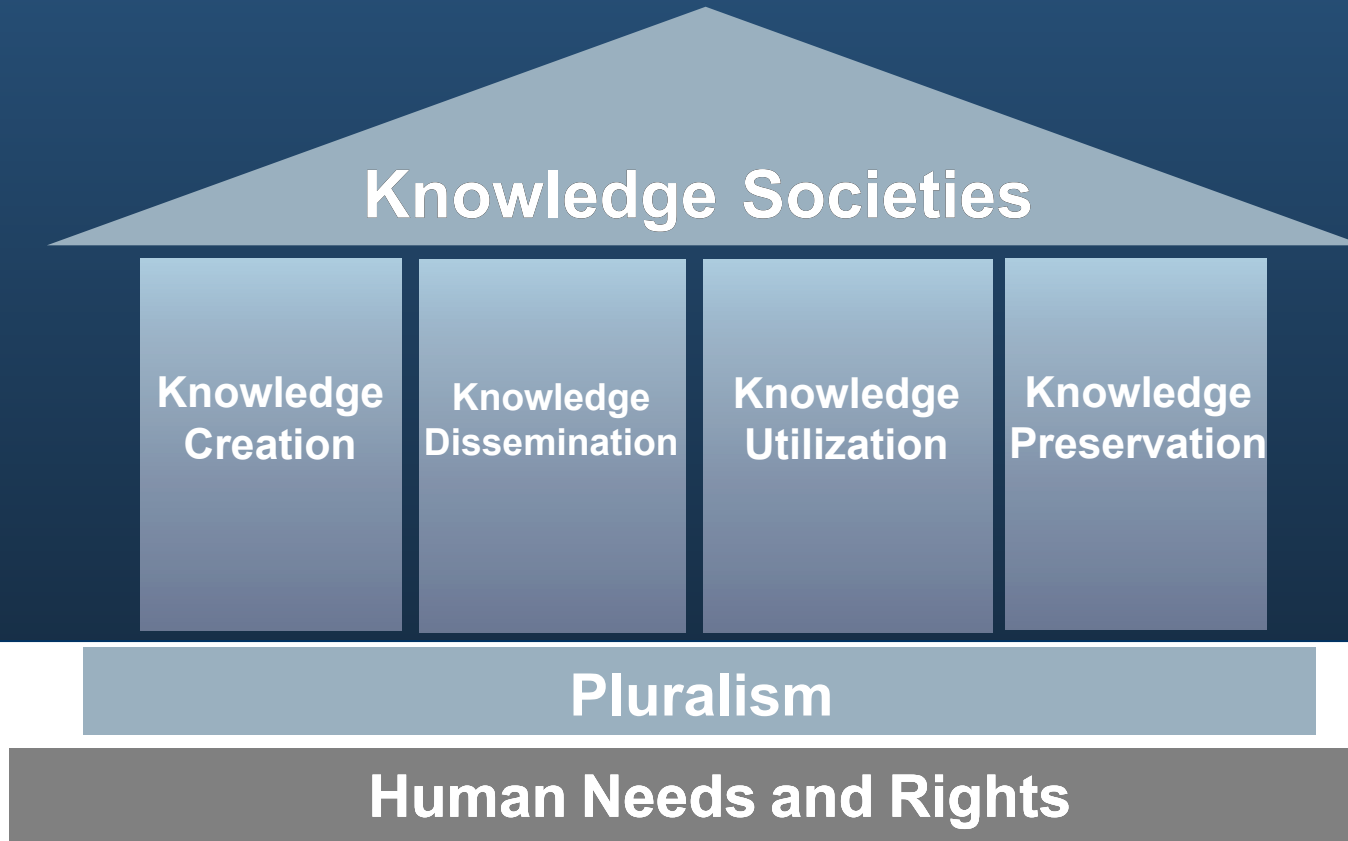 Knowledge Societies
Knowledge
Creation
Knowledge
Dissemination
Knowledge
Utilization
Knowledge
Preservation
Pluralism
Human Needs and Rights